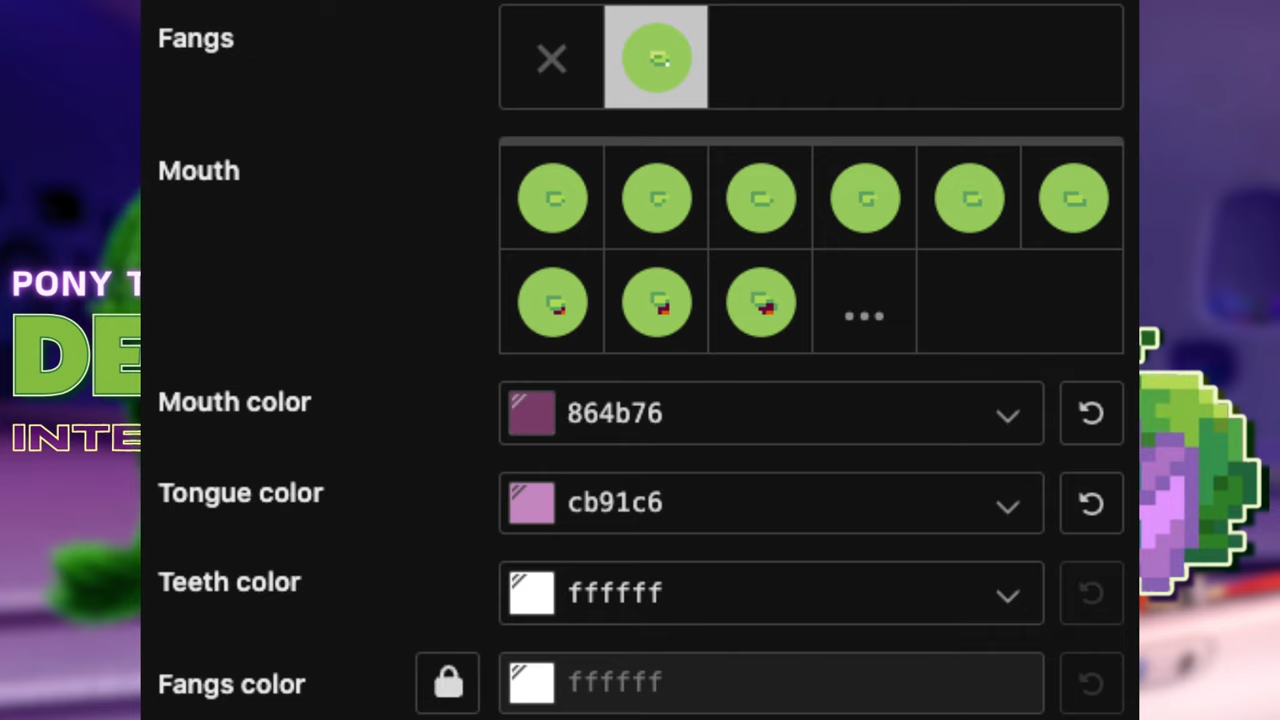 Fangs
Mouth
PONY T
DE
INTE
Mouth color
864b76
Tongue color
cb91c6
Teeth color
ffffff
Fangs color
ffffff